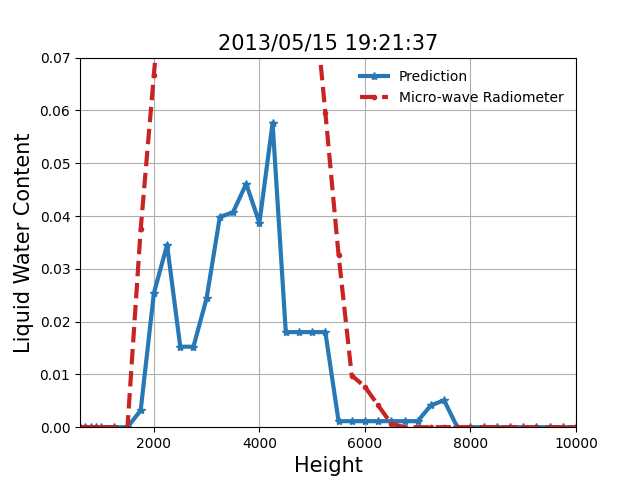 2013/05/15 19:21:37
Prediction
Micro-wave Radiometer
Liquid Water Content
0.07
0.06
0.05
0.04
0.03
0.02
0.01
0.00
2000 4000 6000 8000 10000
Height